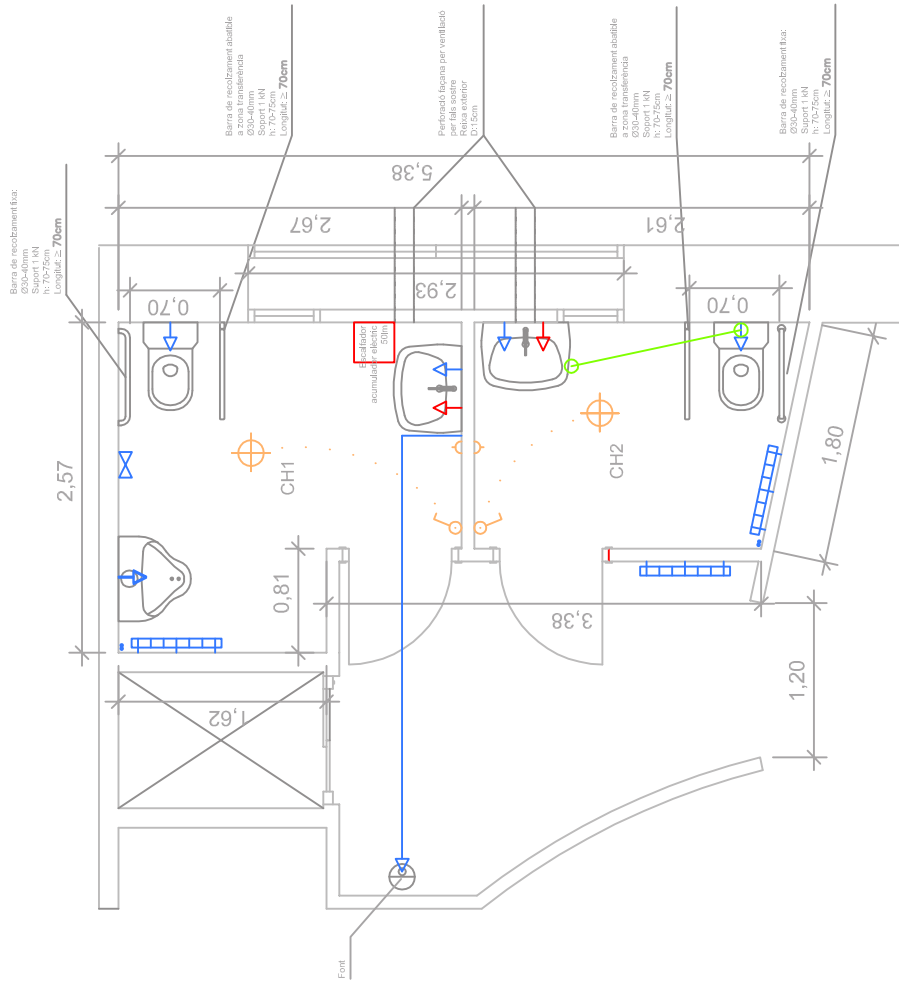 Barra de recolzament fixa:
Ø30-40mm
Suport 1 kN
h: 70-75cm
Longitut: ≥ 70cm
Barra de recolzament abatible
a zona transferència
Ø30-40mm
Soport 1 kN
h: 70-75cm
Longitut: ≥ 70cm
Perforació façana per ventilació
per fals sostre
Reixa exterior
D:15cm
Barra de recolzament abatible
a zona transferència
Ø30-40mm
Soport 1 kN
h: 70-75cm
Longitut: ≥ 70cm
Barra de recolzament fixa:
Ø30-40mm
Suport 1 kN
h: 70-75cm
Longitut: ≥ 70cm
5,38
2,67
2,61
2,93
0,70
0,70
Escalfador
acumulador elèctric
50lm
2,57
CH1
CH2
1,80
0,81
3,38
1,20
1,62
Font